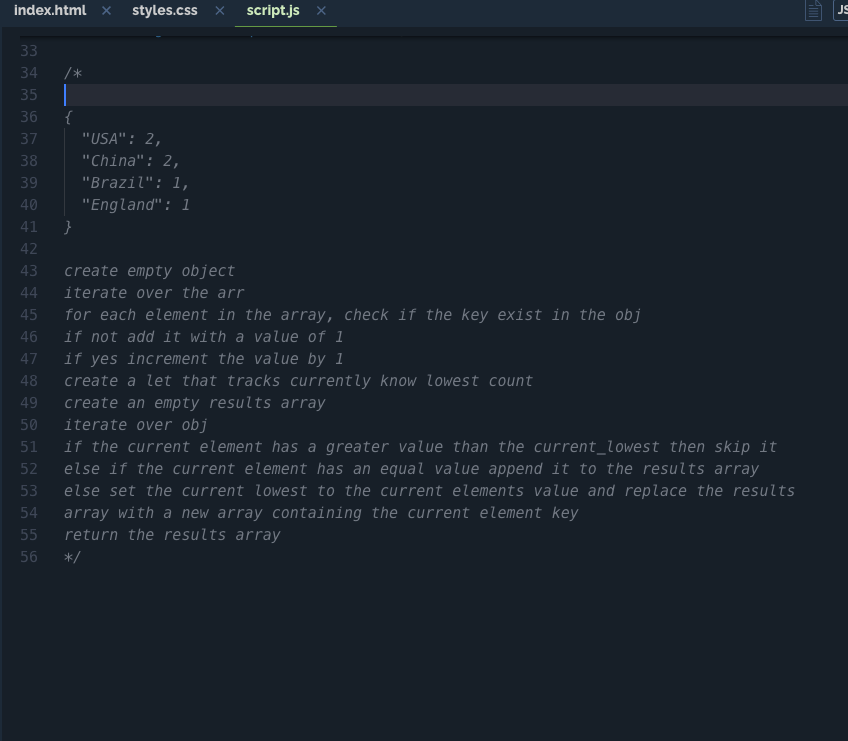 index.html × styles.css × script.js × JS
33
34 /*
35
36 {
37 "USA": 2,
38 "China": 2,
39 "Brazil": 1,
40 "England": 1
41 }
42
43 create empty object
44 iterate over the arr
45 for each element in the array, check if the key exist in the obj
46 if not add it with a value of 1
47 if yes increment the value by 1
48 create a let that tracks currently know lowest count
49 create an empty results array
50 iterate over obj
51 if the current element has a greater value than the current_lowest then skip it
52 else if the current element has an equal value append it to the results array
53 else set the current lowest to the current elements value and replace the results
54 array with a new array containing the current element key
55 return the results array
56 */